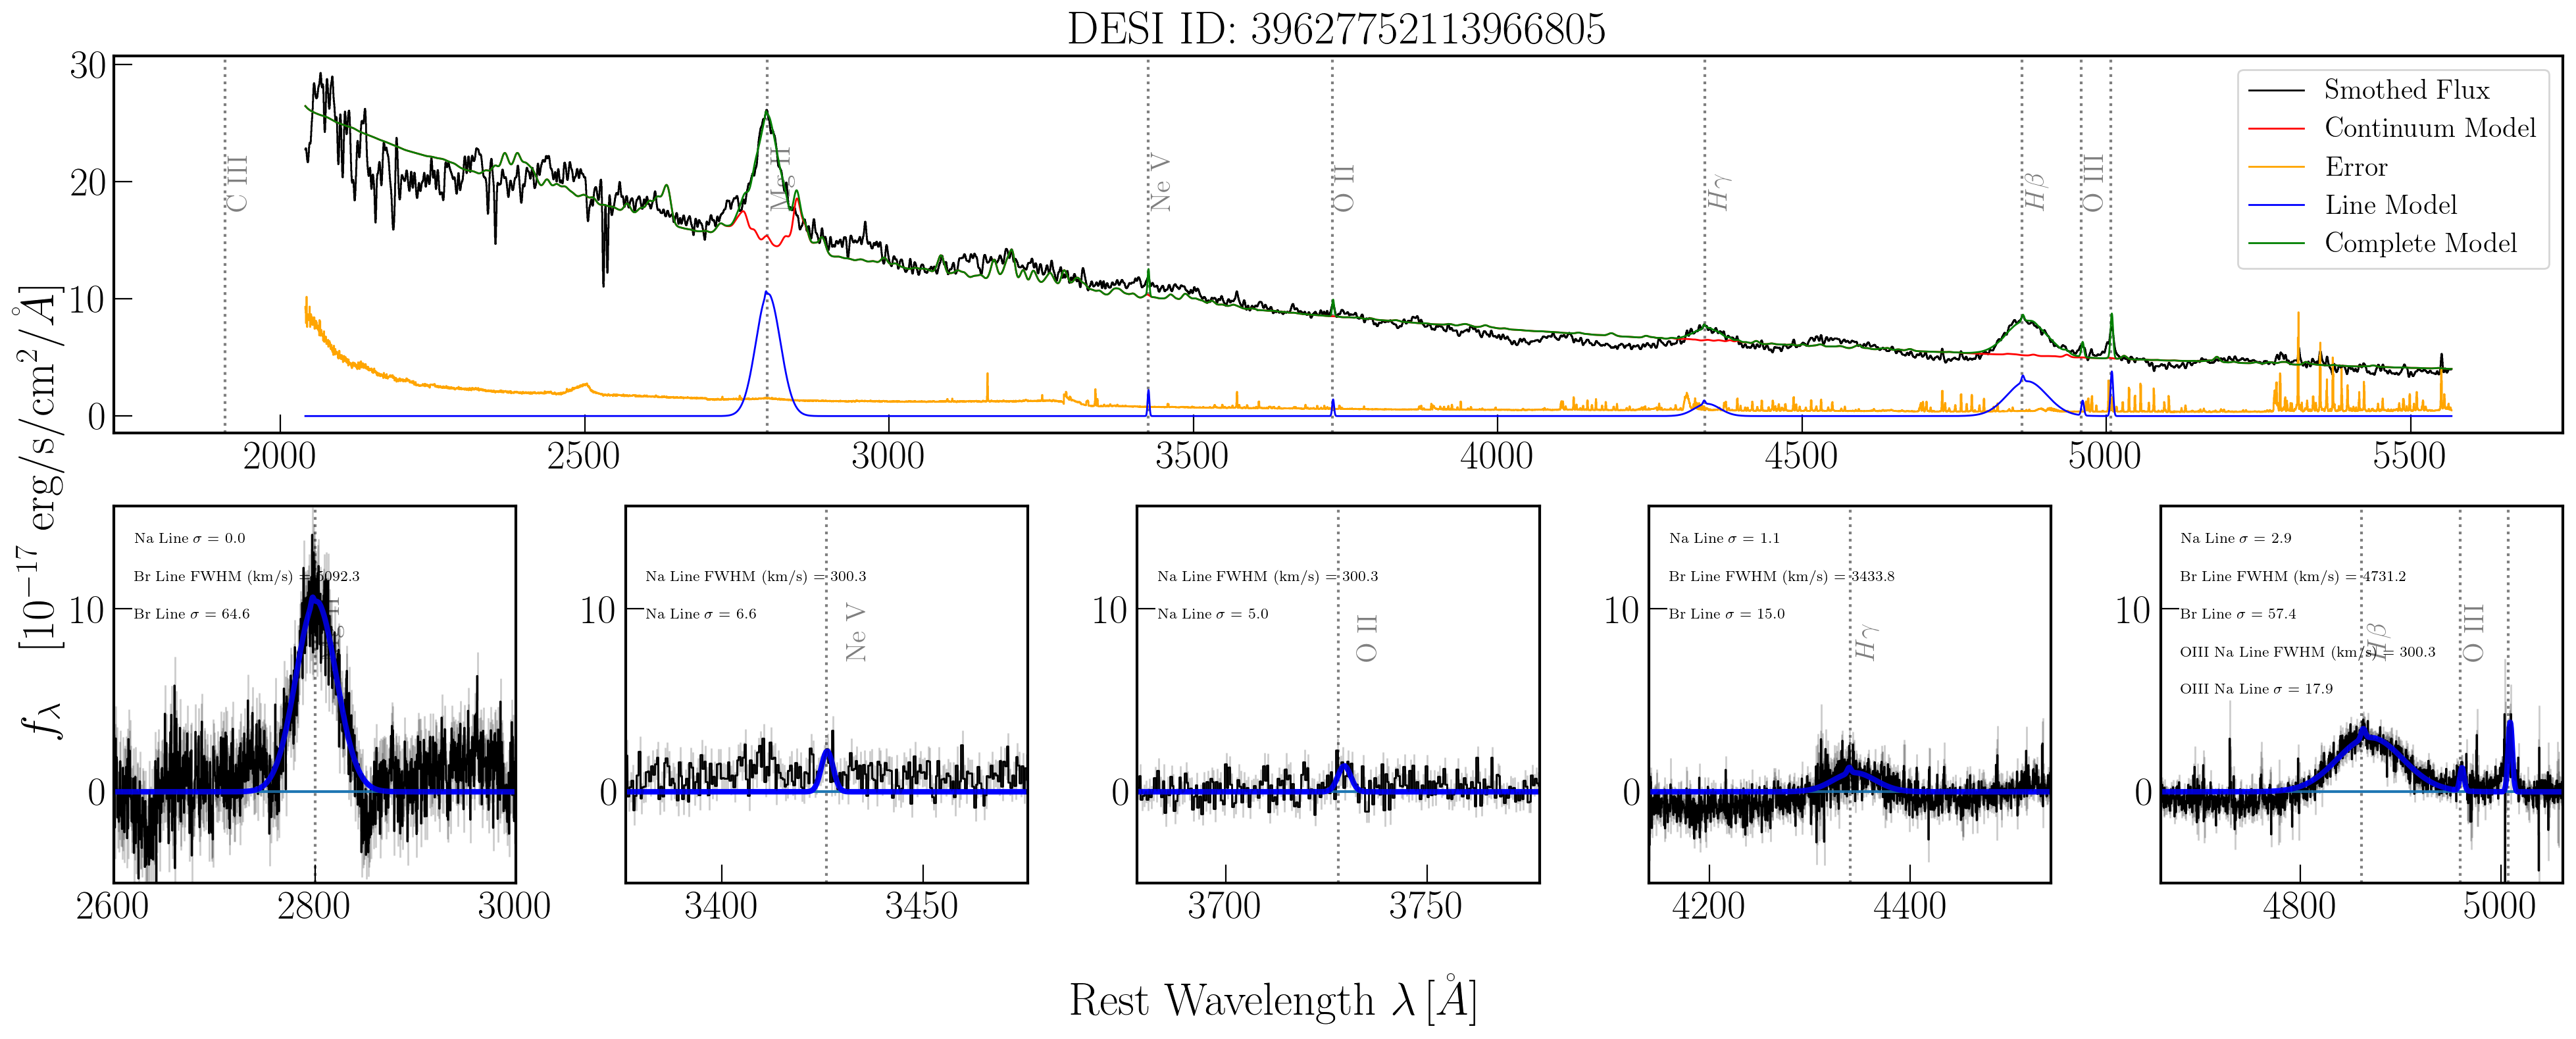 DESI ID: 39627752113966805
30
20
10
0
C III
Mg II
Ne V
O II
Hγ
Hβ
O III
Smothed Flux
Continuum Model
Error
Line Model
Complete Model
2000 2500 3000 3500 4000 4500 5000 5500
f_λ [10^{-17} erg/s/cm^2/Å]
Na Line σ = 0.0
Br Line FWHM (km/s) = 5092.3
Br Line σ = 64.6
10
0
2600 2800 3000
Na Line FWHM (km/s) = 300.3
Na Line σ = 6.6
Ne V
10
0
3400 3450
Na Line FWHM (km/s) = 300.3
Na Line σ = 5.0
O II
10
0
3700 3750
Na Line σ = 1.1
Br Line FWHM (km/s) = 3433.8
Br Line σ = 15.0
Hγ
10
0
4200 4400
Na Line σ = 2.9
Br Line FWHM (km/s) = 4731.2
Br Line σ = 57.4
OIII Na Line FWHM (km/s) = 300.3
OIII Na Line σ = 17.9
Hβ
O III
10
0
4800 5000
Rest Wavelength λ [Å]